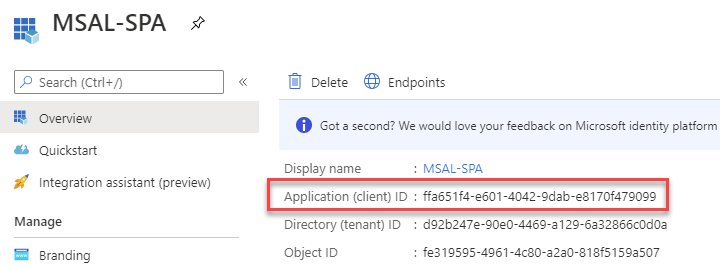 MSAL-SPA
Search (Ctrl+/)
«
Overview
Quickstart
Integration assistant (preview)
Manage
Branding
Delete
Endpoints
Got a second? We would love your feedback on Microsoft identity platform
Display name : MSAL-SPA
Application (client) ID : ffa651f4-e601-4042-9dab-e8170f479099
Directory (tenant) ID : d92b247e-90e0-4469-a129-6a32866c0d0a
Object ID : fe319595-4961-4c80-a2a0-818f5159a507